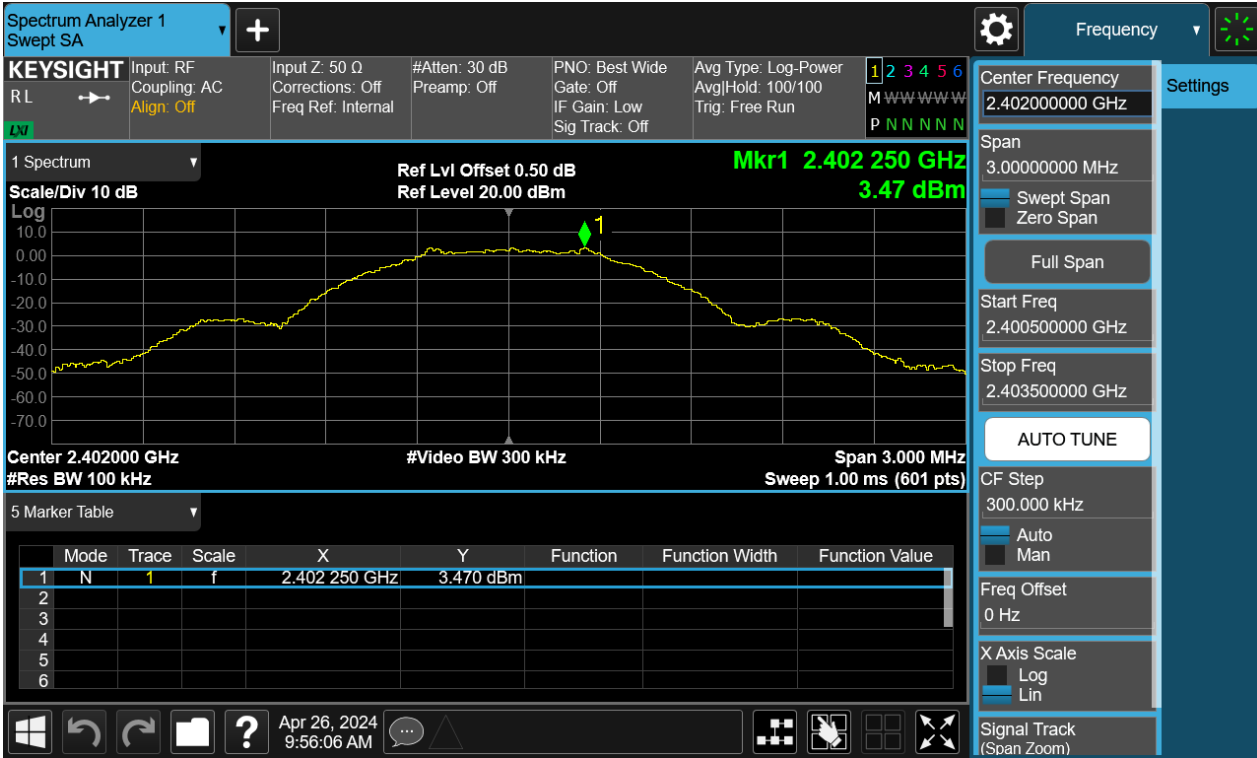 Spectrum Analyzer 1
Swept SA
+
Frequency
KEYSIGHT
R L
LXI
Input: RF
Coupling: AC
Align: Off
Input Z: 50 Ω
Corrections: Off
Freq Ref: Internal
#Atten: 30 dB
Preamp: Off
PNO: Best Wide
Gate: Off
IF Gain: Low
Sig Track: Off
Avg Type: Log-Power
Avg|Hold: 100/100
Trig: Free Run
1 2 3 4 5 6
M W W W W W
P N N N N N
1 Spectrum
Scale/Div 10 dB
Ref Lvl Offset 0.50 dB
Ref Level 20.00 dBm
Mkr1 2.402 250 GHz
3.47 dBm
Log
10.0
0.00
-10.0
-20.0
-30.0
-40.0
-50.0
-60.0
-70.0
1
Center 2.402000 GHz
#Video BW 300 kHz
Span 3.000 MHz
#Res BW 100 kHz
Sweep 1.00 ms (601 pts)
5 Marker Table
Mode Trace Scale X Y Function Function Width Function Value
1 N 1 f 2.402 250 GHz 3.470 dBm
2
3
4
5
6
?
Apr 26, 2024
9:56:06 AM
Center Frequency
2.402000000 GHz
Settings
Span
3.00000000 MHz
Swept Span
Zero Span
Full Span
Start Freq
2.400500000 GHz
Stop Freq
2.403500000 GHz
AUTO TUNE
CF Step
300.000 kHz
Auto
Man
Freq Offset
0 Hz
X Axis Scale
Log
Lin
Signal Track
(Span Zoom)